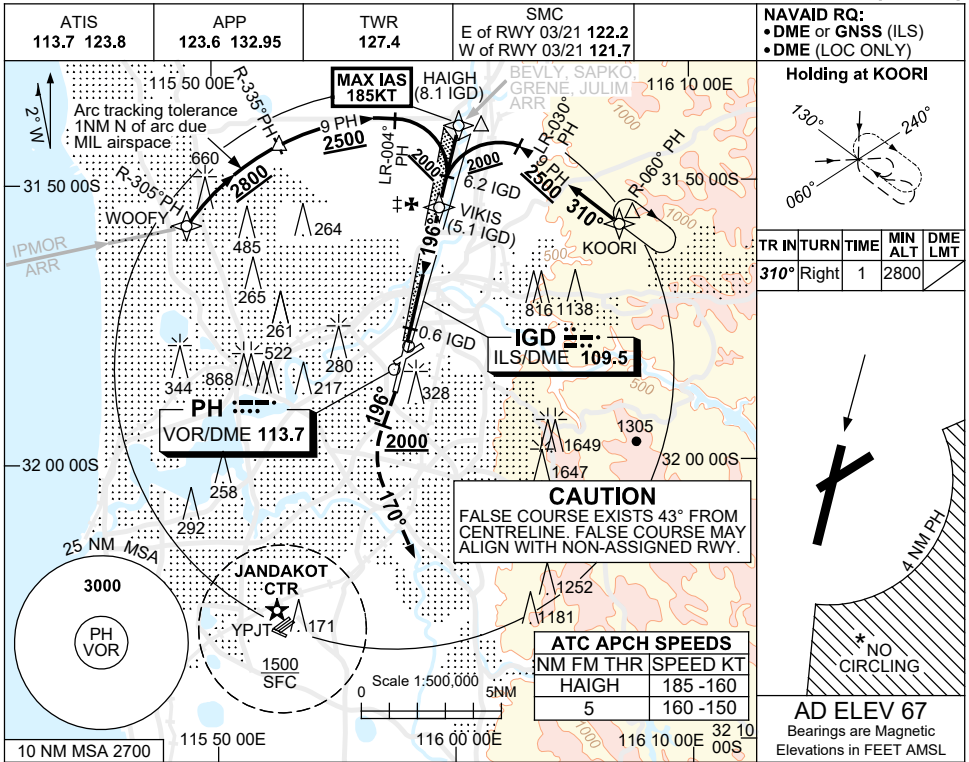 ATIS
113.7 123.8
APP
123.6 132.95
TWR
127.4
SMC
E of RWY 03/21 122.2
W of RWY 03/21 121.7
NAVAID RQ:
• DME or GNSS (ILS)
• DME (LOC ONLY)
115 50 00E
R-335°PH
MAX IAS
185KT
HAIGH
(8.1 IGD)
BEVLY, SAPKO,
GRENE, JULIM
ARR
116 10 00E
2° W
Arc tracking tolerance
1NM N of arc due
MIL airspace
9 PH
2500
LR-004°
PH
2000
2000
LR-030°
PH
9 PH
2500
1000
660
2800
R-305°PH
31 50 00S
6.2 IGD
310°
R-060° PH
31 50 00S
WOOFY
VIKIS
(5.1 IGD)
KOORI
1000
485
264
IPMOR
ARR
196°
500
265
261
816
1138
0.6 IGD
IGD
ILS/DME 109.5
522
280
344
868
217
328
500
PH
VOR/DME 113.7
196°
2000
1305
1649
32 00 00S
32 00 00S
1647
258
292
170°
CAUTION
FALSE COURSE EXISTS 43° FROM
CENTRELINE. FALSE COURSE MAY
ALIGN WITH NON-ASSIGNED RWY.
25 NM MSA
3000
PH
VOR
JANDAKOT
CTR
YPJT
171
1500
SFC
1252
1181
ATC APCH SPEEDS
NM FM THR SPEED KT
HAIGH 185 -160
5 160 -150
Scale 1:500,000
0 5NM
10 NM MSA 2700
115 50 00E
116 00 00E
1000
116 10 00E
32 10
00S
Holding at KOORI
130°
240°
060°
TR IN TURN TIME MIN ALT DME LMT
310° Right 1 2800
4 NM PH
* NO
CIRCLING
AD ELEV 67
Bearings are Magnetic
Elevations in FEET AMSL